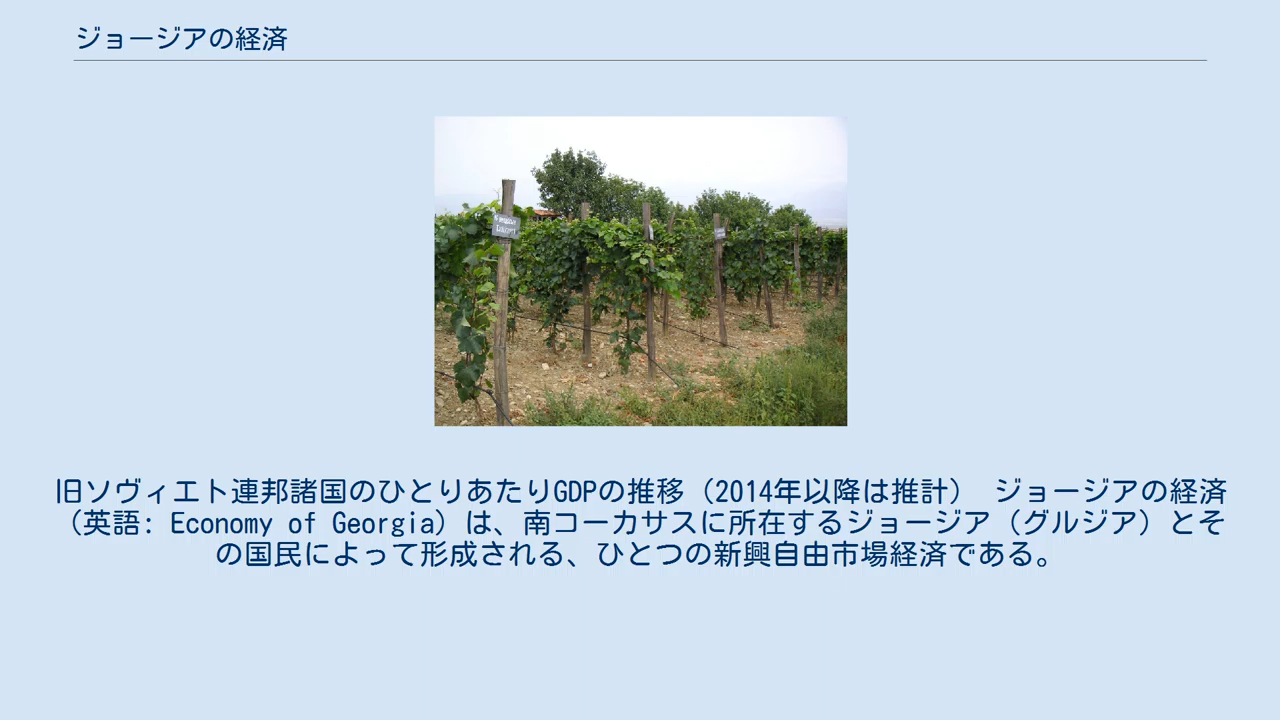 ジョージアの経済
旧ソヴィエト連邦諸国のひとりあたりGDPの推移（2014年以降は推計） ジョージアの経済
（英語: Economy of Georgia）は、南コーカサスに所在するジョージア（グルジア）とそ
の国民によって形成される、ひとつの新興自由市場経済である。